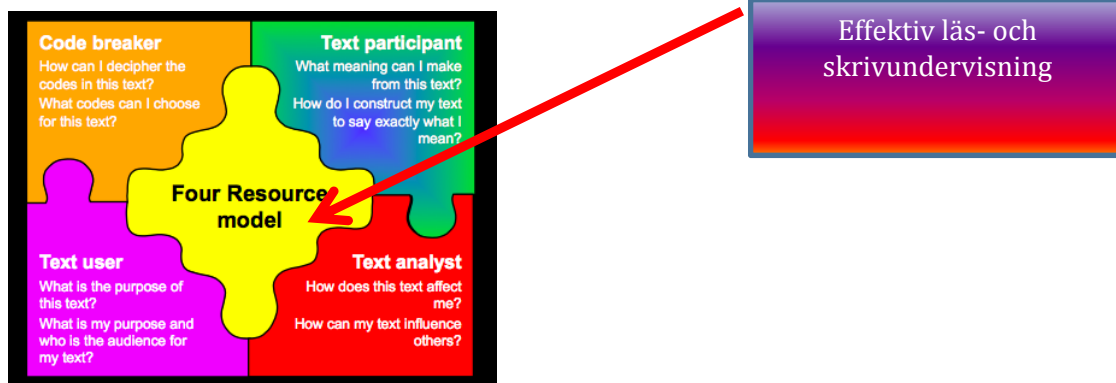 Code breaker
How can I decipher the
codes in this text?
What codes can I choose
for this text?
Text participant
What meaning can I make
from this text?
How do I construct my text
to say exactly what I
mean?
Four Resource
model
Text user
What is the purpose of
this text?
What is my purpose and
who is the audience for
my text?
Text analyst
How does this text affect
me?
How can my text influence
others?
Effektiv läs- och
skrivundervisning